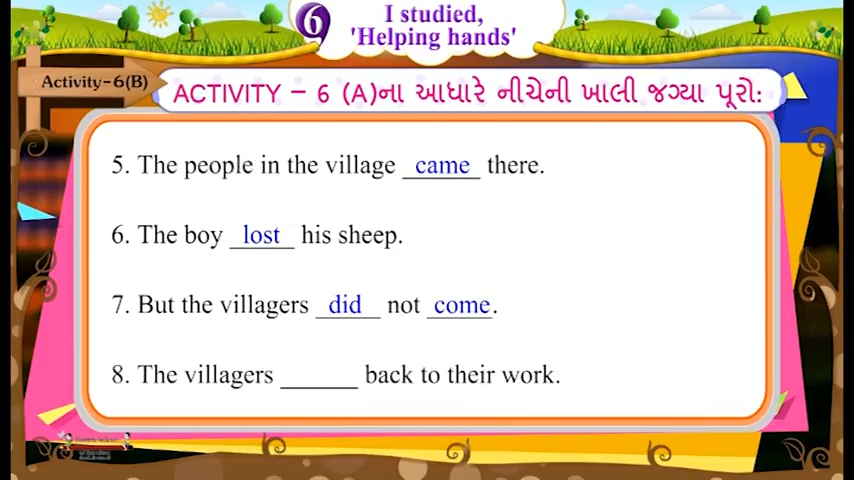 6
I studied,
'Helping hands'
Activity-6(B)
ACTIVITY – 6 (A)ના આધારે નીચેની ખાલી જગ્યા પૂરો:
5. The people in the village came there.
6. The boy lost his sheep.
7. But the villagers did not come.
8. The villagers ______ back to their work.